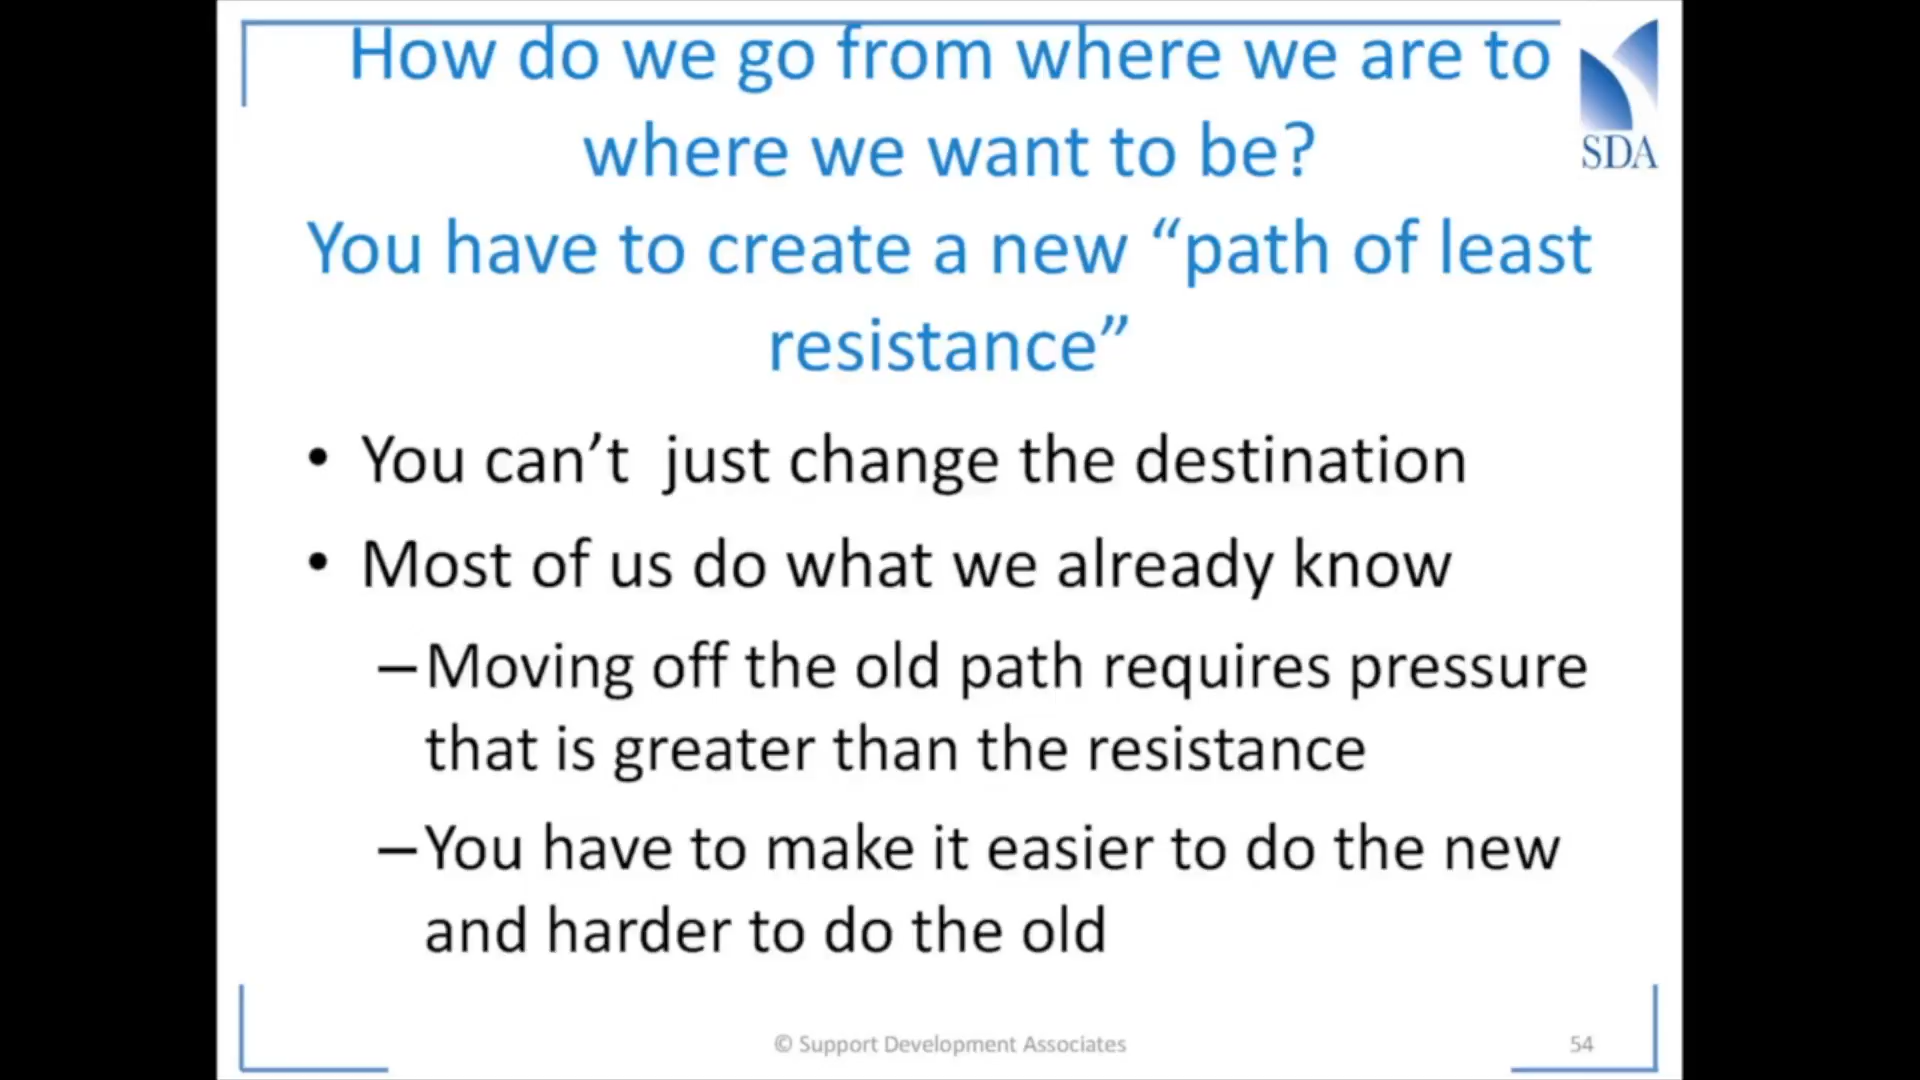 How do we go from where we are to
where we want to be?
You have to create a new “path of least
resistance”
SDA
• You can’t  just change the destination
• Most of us do what we already know
–Moving off the old path requires pressure
that is greater than the resistance
–You have to make it easier to do the new
and harder to do the old
© Support Development Associates
54